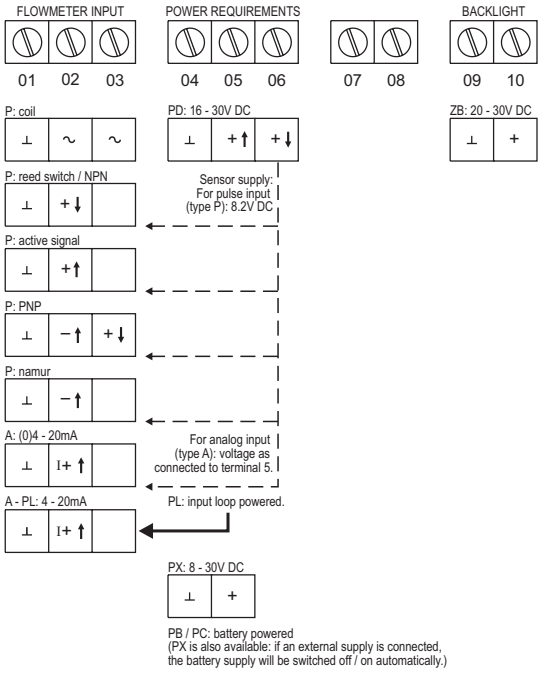 FLOWMETER INPUT
POWER REQUIREMENTS
BACKLIGHT
01 02 03 04 05 06 07 08 09 10
P: coil
⊥ ~ ~
PD: 16 - 30V DC
⊥ +⬆ +⬇
ZB: 20 - 30V DC
⊥ +
P: reed switch / NPN
⊥ +⬇
Sensor supply:
For pulse input
(type P): 8.2V DC
P: active signal
⊥ +⬆
P: PNP
⊥ −⬆ +⬇
P: namur
⊥ −⬆
A: (0)4 - 20mA
⊥ I+ ⬆
For analog input
(type A): voltage as
connected to terminal 5.
A - PL: 4 - 20mA
⊥ I+ ⬆
PL: input loop powered.
PX: 8 - 30V DC
⊥ +
PB / PC: battery powered
(PX is also available: if an external supply is connected,
the battery supply will be switched off / on automatically.)